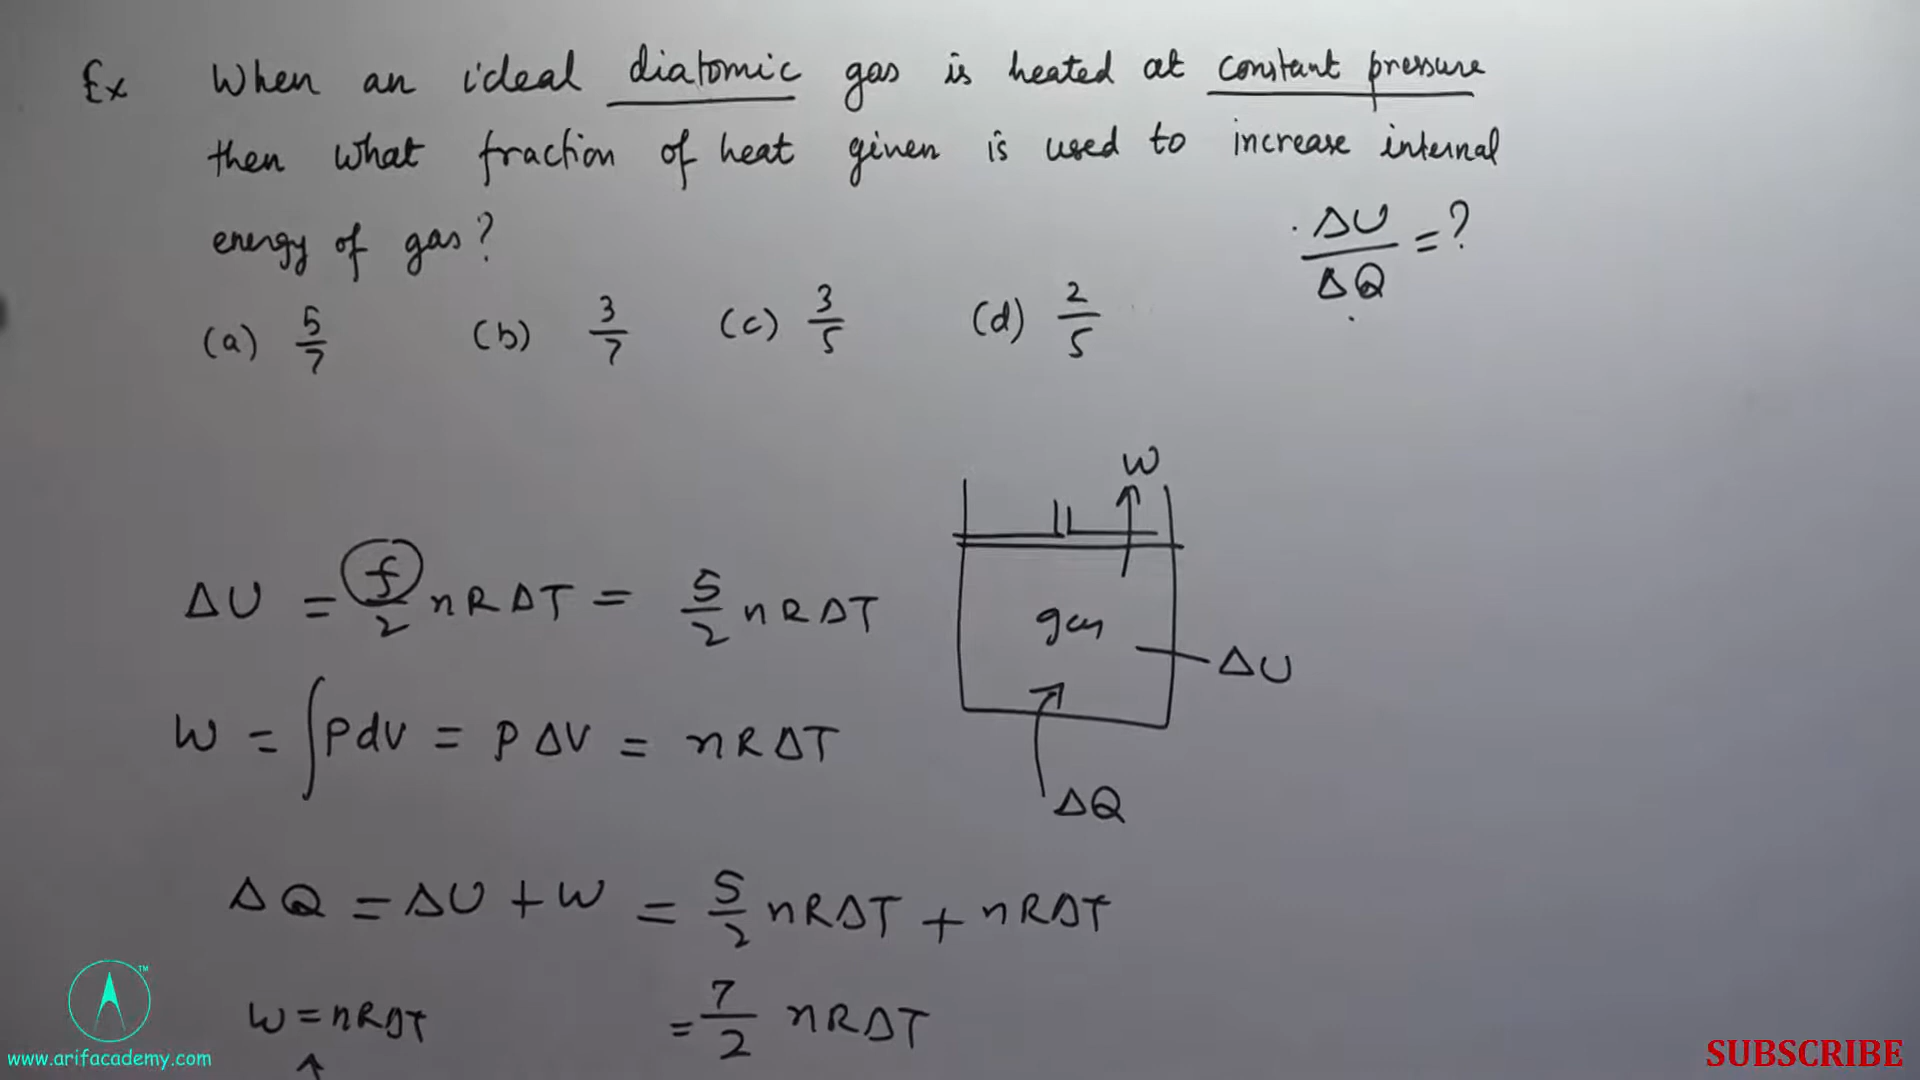 Ex When an ideal diatomic gas is heated at constant pressure
then what fraction of heat given is used to increase internal
energy of gas?
ΔU/ΔQ = ?
(a) 5/7 (b) 3/7 (c) 3/5 (d) 2/5
W
ΔU = f/2 nRΔT = 5/2 nRΔT
gas
ΔU
W = ∫PdV = PΔV = nRΔT
ΔQ
ΔQ = ΔU + W = 5/2 nRΔT + nRΔT
W = nRΔT
= 7/2 nRΔT
TM
www.arifacademy.com
SUBSCRIBE